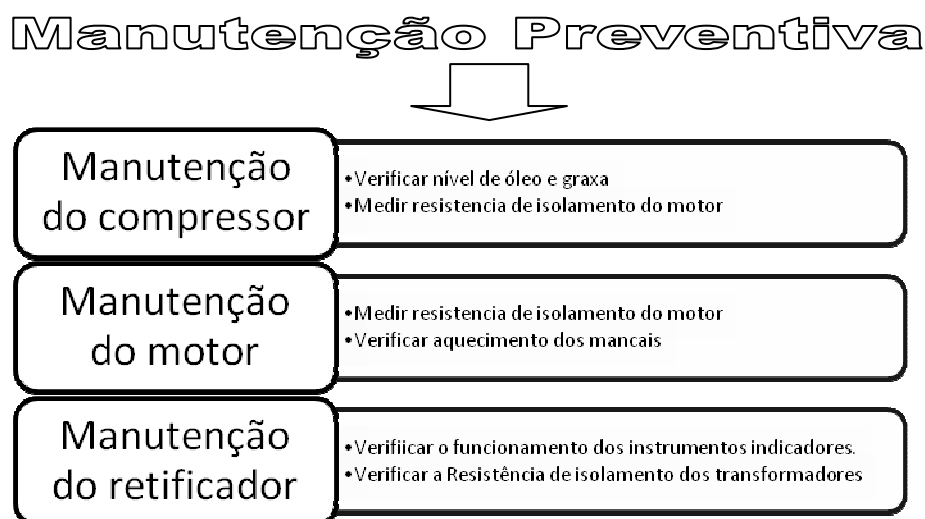 Manutenção Preventiva
Manutenção
do compressor
•Verificar nível de óleo e graxa
•Medir resistencia de isolamento do motor
Manutenção
do motor
•Medir resistencia de isolamento do motor
•Verificar aquecimento dos mancais
Manutenção
do retificador
•Verifiicar o funcionamento dos instrumentos indicadores.
•Verificar a Resistência de isolamento dos transformadores